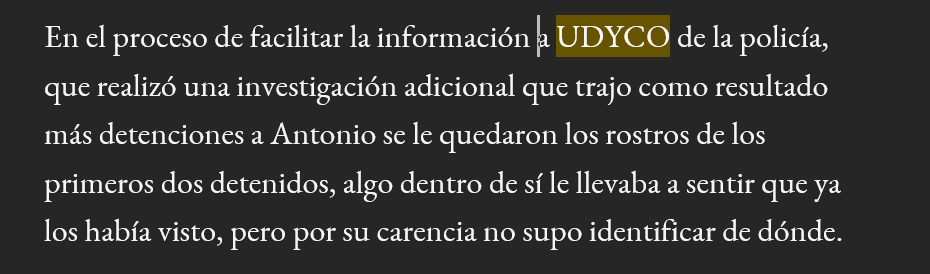 En el proceso de facilitar la información a UDYCO de la policía,
que realizó una investigación adicional que trajo como resultado
más detenciones a Antonio se le quedaron los rostros de los
primeros dos detenidos, algo dentro de sí le llevaba a sentir que ya
los había visto, pero por su carencia no supo identificar de dónde.